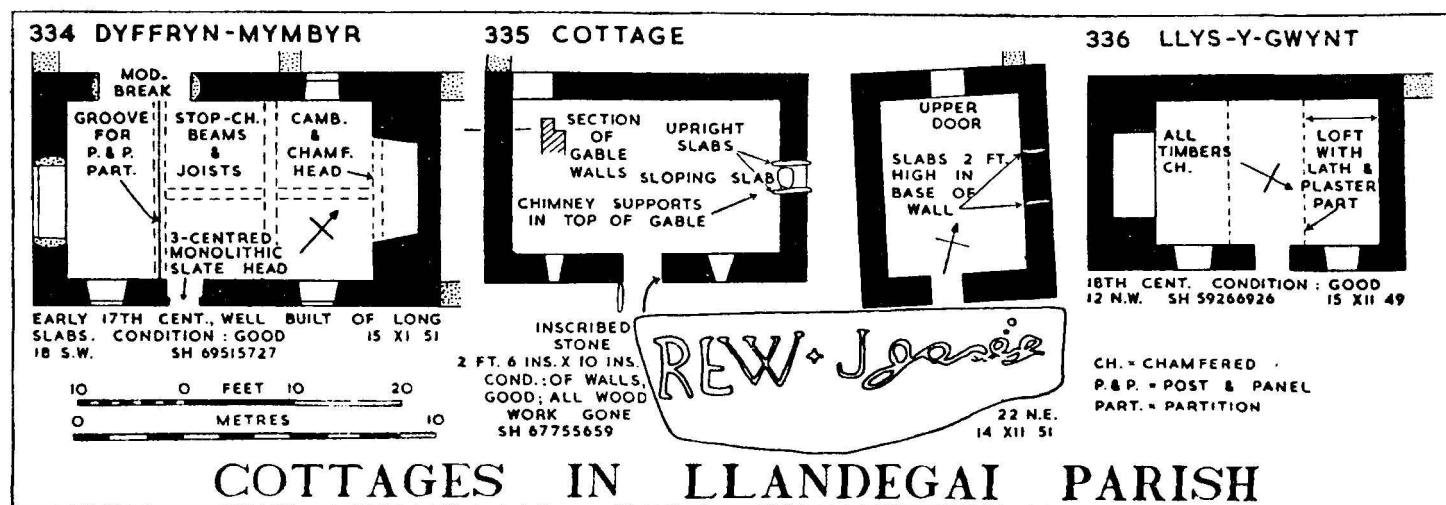 334 DYFFRYN-MYMBYR
MOD.
BREAK
GROOVE
FOR
P. & P.
PART.
STOP-CH.
BEAMS
&
JOISTS
CAMB.
&
CHAMF.
HEAD
3-CENTRED
MONOLITHIC
SLATE HEAD
EARLY 17TH CENT., WELL BUILT OF LONG
SLABS. CONDITION : GOOD 15 XI 51
18 S.W. SH 69515727
10 0 FEET 10 20
0 METRES 10
335 COTTAGE
SECTION
OF
GABLE
WALLS
UPRIGHT
SLABS
SLOPING SLAB
CHIMNEY SUPPORTS
IN TOP OF GABLE
UPPER
DOOR
SLABS 2 FT.
HIGH IN
BASE OF
WALL
INSCRIBED
STONE
2 FT. 6 INS. X 10 INS.
COND.: OF WALLS,
GOOD; ALL WOOD
WORK GONE
SH 67755659
REW
22 N.E.
14 XII 51
336 LLYS-Y-GWYNT
ALL
TIMBERS
CH.
LOFT
WITH
LATH &
PLASTER
PART
18TH CENT. CONDITION : GOOD
12 N.W. SH 59266926 15 XII 49
CH. = CHAMFERED
P. & P. = POST & PANEL
PART. = PARTITION
COTTAGES IN LLANDEGAI PARISH